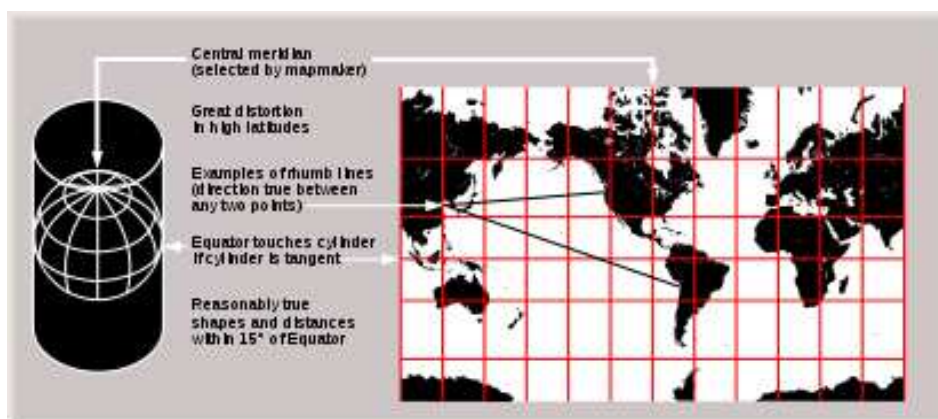 Central meridian
(selected by mapmaker)
Great distortion
in high latitudes
Examples of rhumb lines
(direction true between
any two points)
Equator touches cylinder
if cylinder is tangent
Reasonably true
shapes and distances
within 15° of Equator